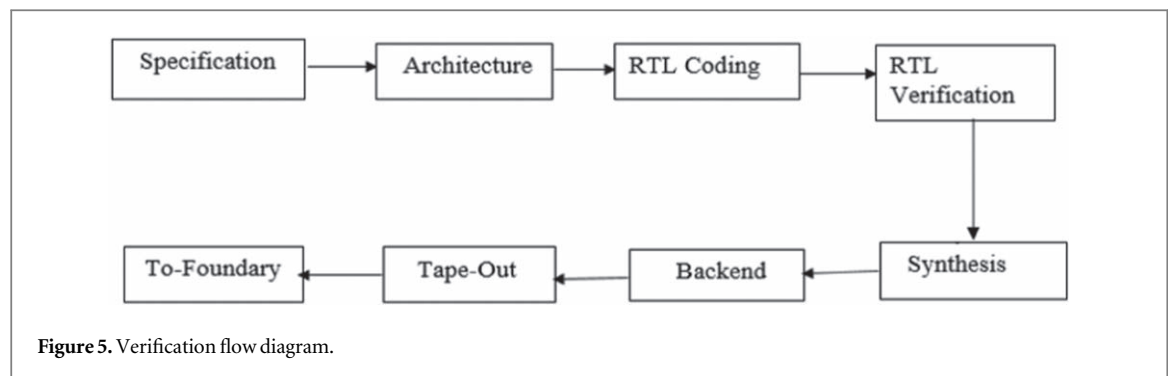 Specification
Architecture
RTL Coding
RTL
Verification
Synthesis
Backend
Tape-Out
To-Foundary
Figure 5. Verification flow diagram.